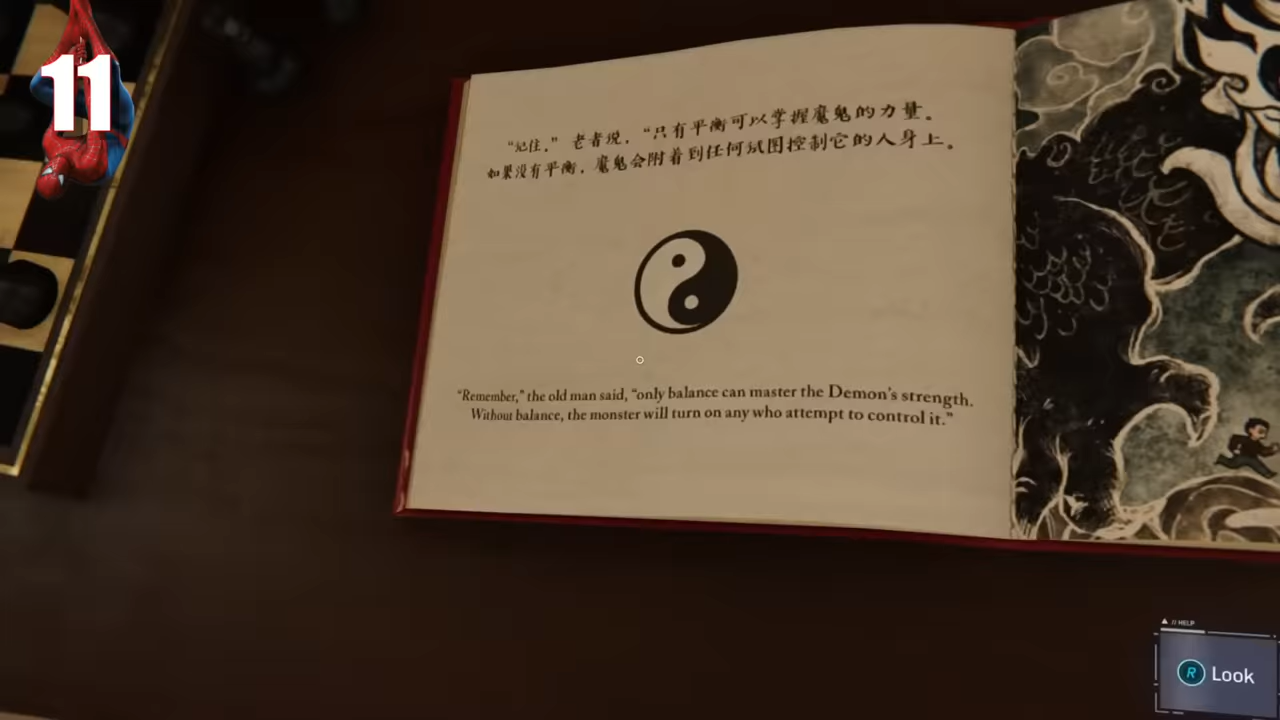 11
“记住，” 老者说，“只有平衡可以掌握魔鬼的力量。
如果没有平衡，魔鬼会附着到任何试图控制它的人身上。
“Remember,” the old man said, “only balance can master the Demon’s strength.
Without balance, the monster will turn on any who attempt to control it.”
// HELP
R Look